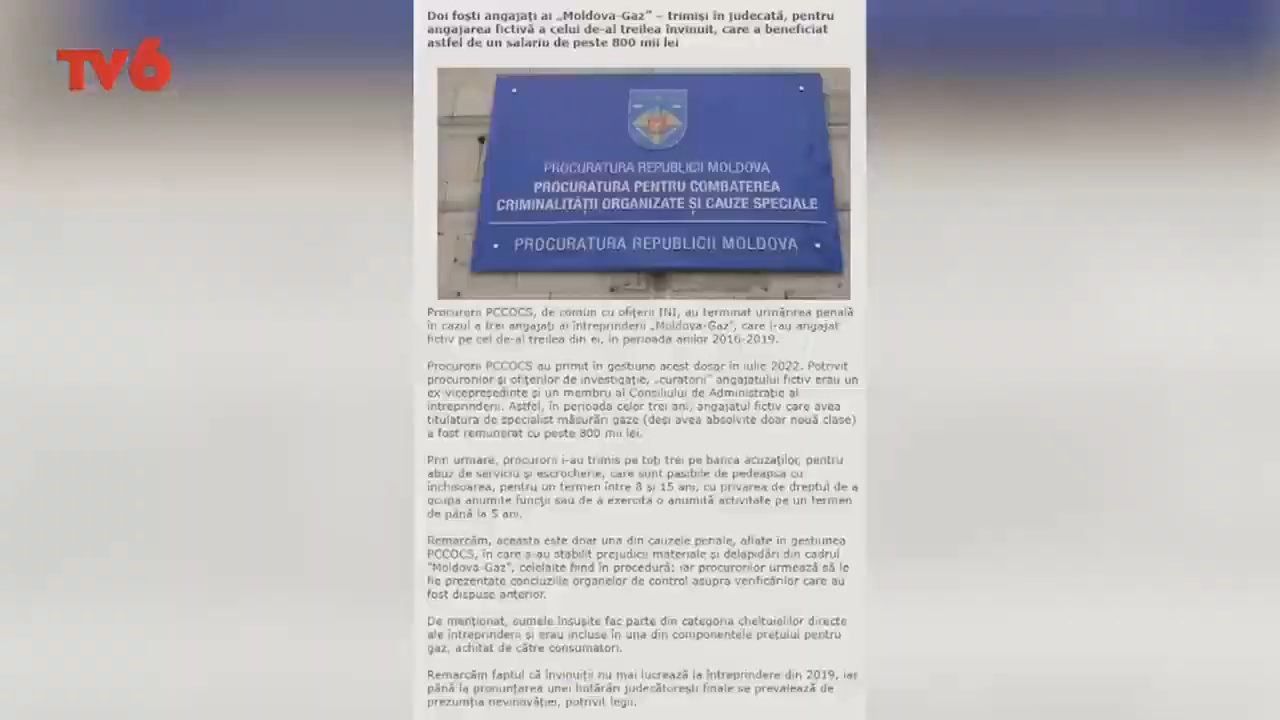 Doi foști angajați ai „Moldova-Gaz” – trimiși în judecată, pentru
angajarea fictivă a celui de-al treilea învinuit, care a beneficiat
astfel de un salariu de peste 800 mii lei
TV6
PROCURATURA REPUBLICII MOLDOVA
PROCURATURA PENTRU COMBATEREA
CRIMINALITĂȚII ORGANIZATE ȘI CAUZE SPECIALE
PROCURATURA REPUBLICII MOLDOVA
Procurorii PCCOCS, de comun cu ofițerii INI, au terminat urmărirea penală
în cazul a trei angajați ai întreprinderii „Moldova-Gaz”, care l-au angajat
fictiv pe cel de-al treilea din ei, în perioada anilor 2016-2019.
Procurorii PCCOCS au primit în gestiune acest dosar în iulie 2022. Potrivit
procurorilor și ofițerilor de investigație, „curatorii” angajatului fictiv erau un
ex-vicepreședinte și un membru al Consiliului de Administrație al
întreprinderii. Astfel, în perioada celor trei ani, angajatul fictiv care avea
titulatura de specialist măsurări gaze (deși avea absolvite doar nouă clase)
a fost remunerat cu peste 800 mii lei.
Prin urmare, procurorii i-au trimis pe toți trei pe banca acuzaților, pentru
abuz de serviciu și escrocherie, care sunt pasibile de pedeapsa cu
închisoarea, pentru un termen între 8 și 15 ani, cu privarea de dreptul de a
ocupa anumite funcții sau de a exercita o anumită activitate pe un termen
de până la 5 ani.
Remarcăm, aceasta este doar una din cauzele penale, aflate în gestiunea
PCCOCS, în care s-au stabilit prejudicii materiale și delapidări din cadrul
"Moldova-Gaz", celelalte fiind în procedură; iar procurorilor urmează să le
fie prezentate concluziile organelor de control asupra verificărilor care au
fost dispuse anterior.
De menționat, sumele însușite fac parte din categoria cheltuielilor directe
ale întreprinderii și erau incluse în una din componentele prețului pentru
gaz, achitat de către consumatori.
Remarcăm faptul că învinuiții nu mai lucrează la întreprindere din 2019, iar
până la pronunțarea unei hotărâri judecătorești finale se prevalează de
prezumția nevinovăției, potrivit legii.